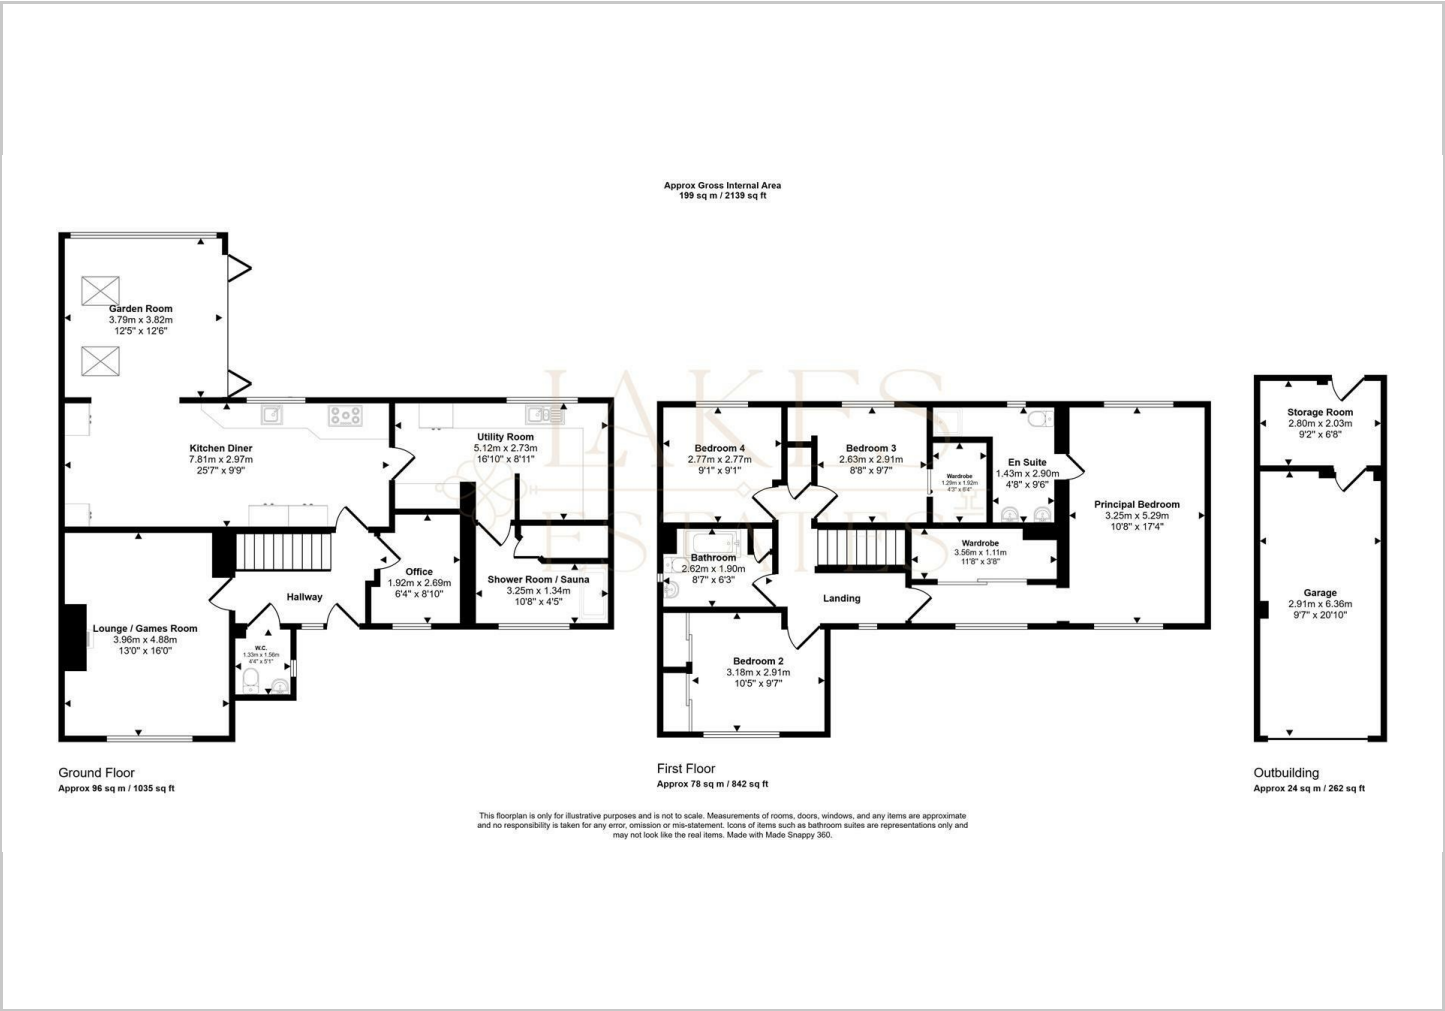 Approx Gross Internal Area
199 sq m / 2139 sq ft
Garden Room
3.79m x 3.82m
12'5" x 12'6"
Kitchen Diner
7.81m x 2.97m
25'7" x 9'9"
Utility Room
5.12m x 2.73m
16'10" x 8'11"
Office
1.92m x 2.69m
6'4" x 8'10"
Shower Room / Sauna
3.25m x 1.34m
10'8" x 4'5"
Hallway
Lounge / Games Room
3.96m x 4.88m
13'0" x 16'0"
W.C.
1.33m x 1.56m
4'4" x 5'1"
Ground Floor
Approx 96 sq m / 1035 sq ft
LAKES
ESTATES
Bedroom 4
2.77m x 2.77m
9'1" x 9'1"
Bedroom 3
2.63m x 2.91m
8'8" x 9'7"
Wardrobe
1.29m x 1.92m
4'3" x 6'4"
En Suite
1.43m x 2.90m
4'8" x 9'6"
Principal Bedroom
3.25m x 5.29m
10'8" x 17'4"
Wardrobe
3.56m x 1.11m
11'8" x 3'8"
Bathroom
2.62m x 1.90m
8'7" x 6'3"
Landing
Bedroom 2
3.18m x 2.91m
10'5" x 9'7"
First Floor
Approx 78 sq m / 842 sq ft
Storage Room
2.80m x 2.03m
9'2" x 6'8"
Garage
2.91m x 6.36m
9'7" x 20'10"
Outbuilding
Approx 24 sq m / 262 sq ft
This floorplan is only for illustrative purposes and is not to scale. Measurements of rooms, doors, windows, and any items are approximate
and no responsibility is taken for any error, omission or mis-statement. Icons of items such as bathroom suites are representations only and
may not look like the real items. Made with Made Snappy 360.